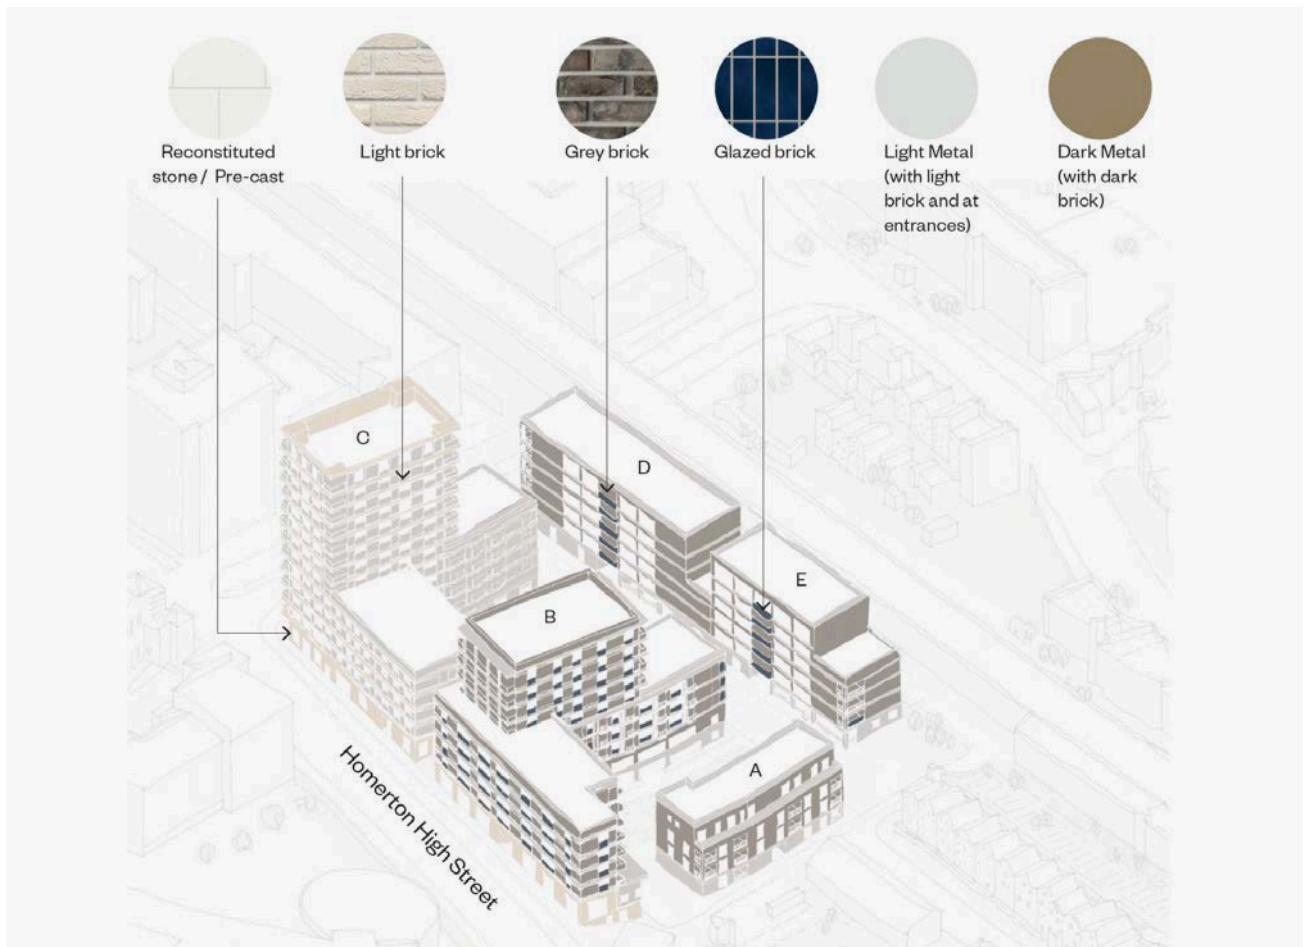 Reconstituted
stone / Pre-cast
Light brick
Grey brick
Glazed brick
Light Metal
(with light
brick and at
entrances)
Dark Metal
(with dark
brick)
C
D
E
B
A
Homerton High Street